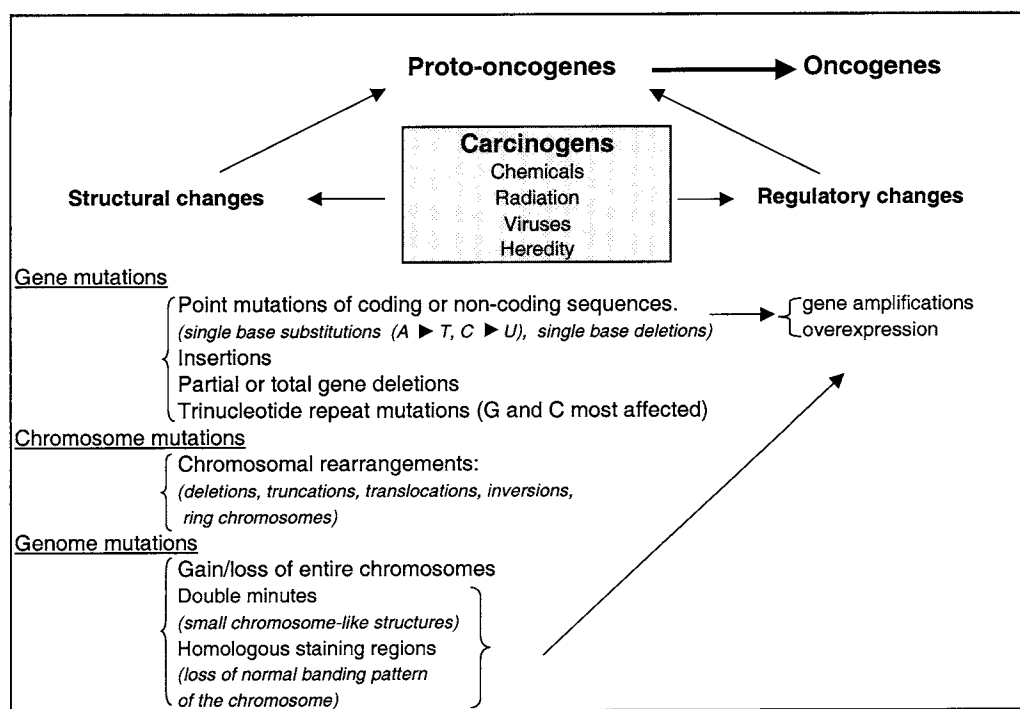 Proto-oncogenes Oncogenes
Carcinogens
Chemicals
Radiation
Viruses
Heredity
Structural changes
Regulatory changes
Gene mutations
Point mutations of coding or non-coding sequences.
(single base substitutions (A ► T, C ► U), single base deletions)
Insertions
Partial or total gene deletions
Trinucleotide repeat mutations (G and C most affected)
gene amplifications
overexpression
Chromosome mutations
Chromosomal rearrangements:
(deletions, truncations, translocations, inversions,
ring chromosomes)
Genome mutations
Gain/loss of entire chromosomes
Double minutes
(small chromosome-like structures)
Homologous staining regions
(loss of normal banding pattern
of the chromosome)